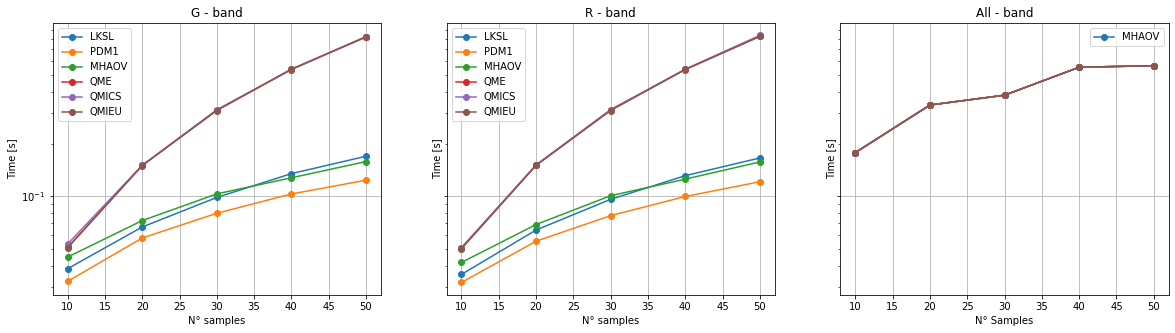 G - band
LKSL
PDM1
MHAOV
QME
QMICS
QMIEU
Time [s]
10⁻¹
10 15 20 25 30 35 40 45 50
N° samples
R - band
LKSL
PDM1
MHAOV
QME
QMICS
QMIEU
Time [s]
10 15 20 25 30 35 40 45 50
N° samples
All - band
MHAOV
Time [s]
10 15 20 25 30 35 40 45 50
N° Samples